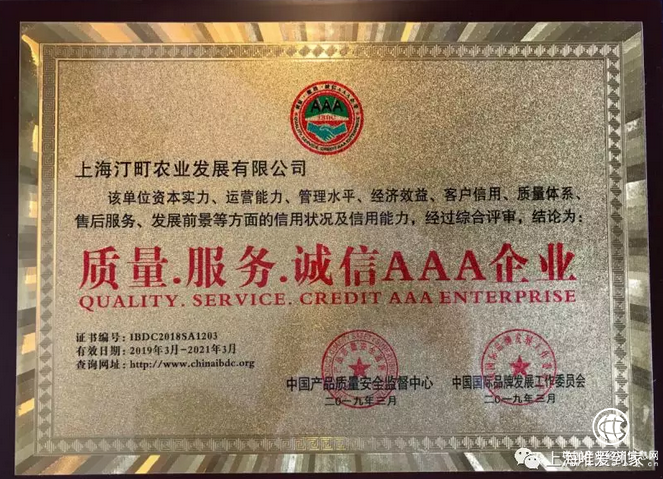 AAA
IBDC
上海汀町农业发展有限公司
该单位资本实力、运营能力、管理水平、经济效益、客户信用、质量体系、
售后服务、发展前景等方面的信用状况及信用能力，经过综合评审，结论为：
质量.服务.诚信AAA企业
QUALITY. SERVICE. CREDIT AAA ENTERPRISE
证书编号：IBDC2018SA1203
有效日期：2019年3月-2021年3月
查询网址：http://www.chinaibdc.org
中国产品质量安全监督中心
中国国际品牌发展工作委员会
二〇一九年三月
二〇一九年三月
上海唯爱到家